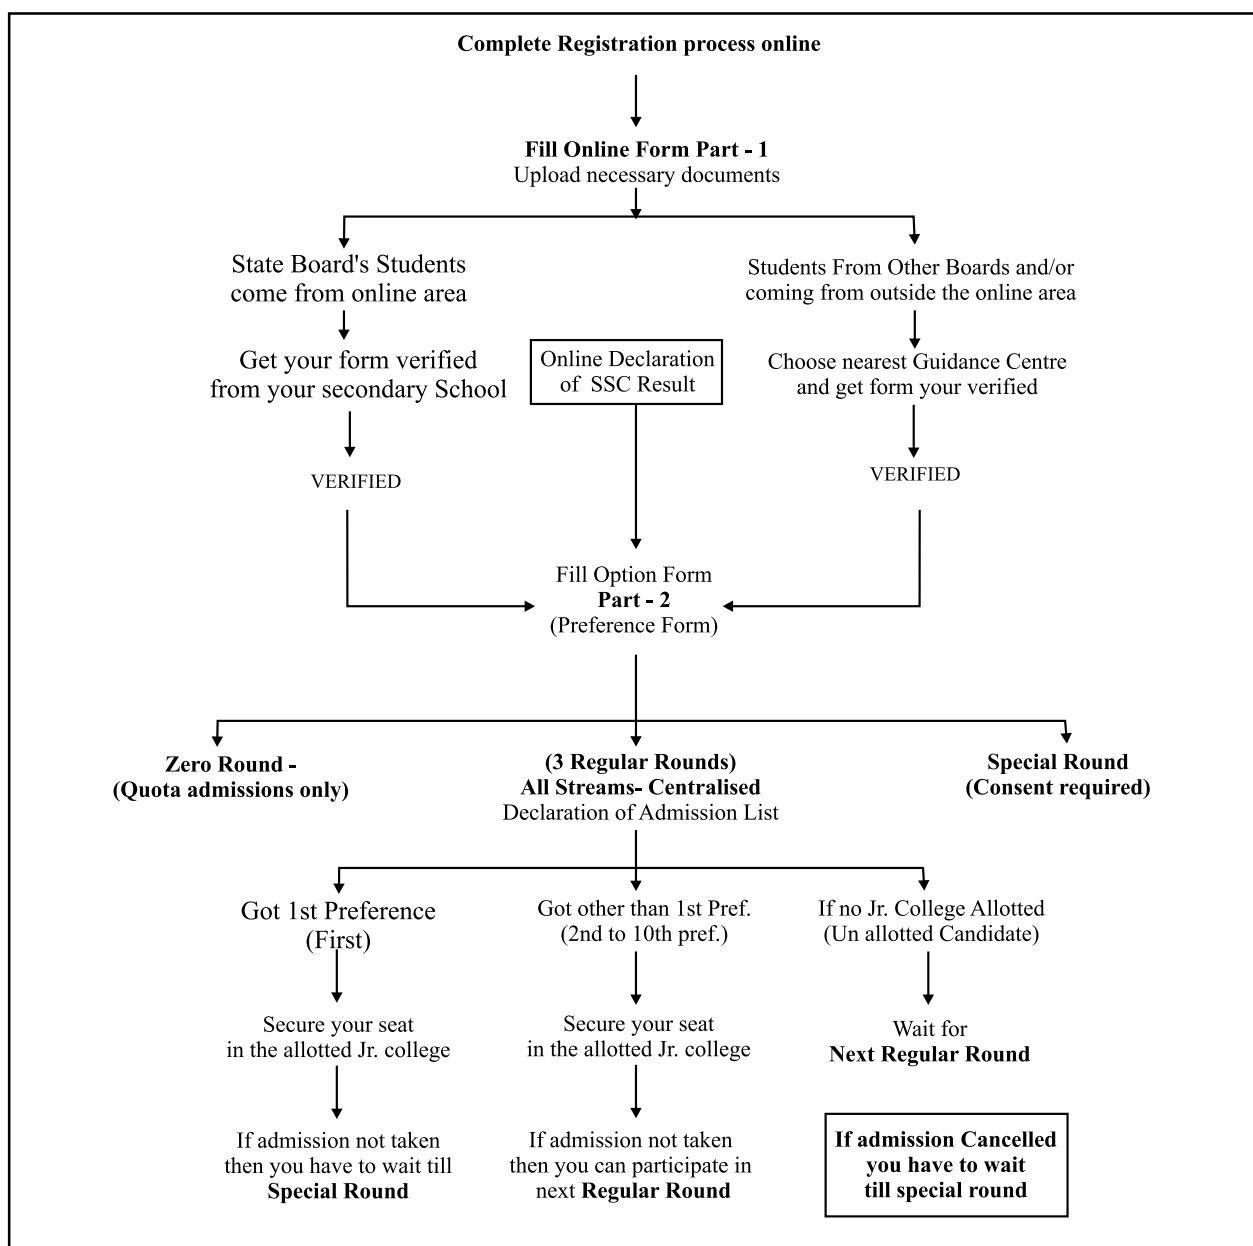 Complete Registration process online
Fill Online Form Part - 1
Upload necessary documents
State Board's Students
come from online area
Students From Other Boards and/or
coming from outside the online area
Get your form verified
from your secondary School
Online Declaration
of SSC Result
Choose nearest Guidance Centre
and get form your verified
VERIFIED
VERIFIED
Fill Option Form
Part - 2
(Preference Form)
Zero Round -
(Quota admissions only)
(3 Regular Rounds)
All Streams- Centralised
Declaration of Admission List
Special Round
(Consent required)
Got 1st Preference
(First)
Got other than 1st Pref.
(2nd to 10th pref.)
If no Jr. College Allotted
(Un allotted Candidate)
Secure your seat
in the allotted Jr. college
Secure your seat
in the allotted Jr. college
Wait for
Next Regular Round
If admission not taken
then you have to wait till
Special Round
If admission not taken
then you can participate in
next Regular Round
If admission Cancelled
you have to wait
till special round